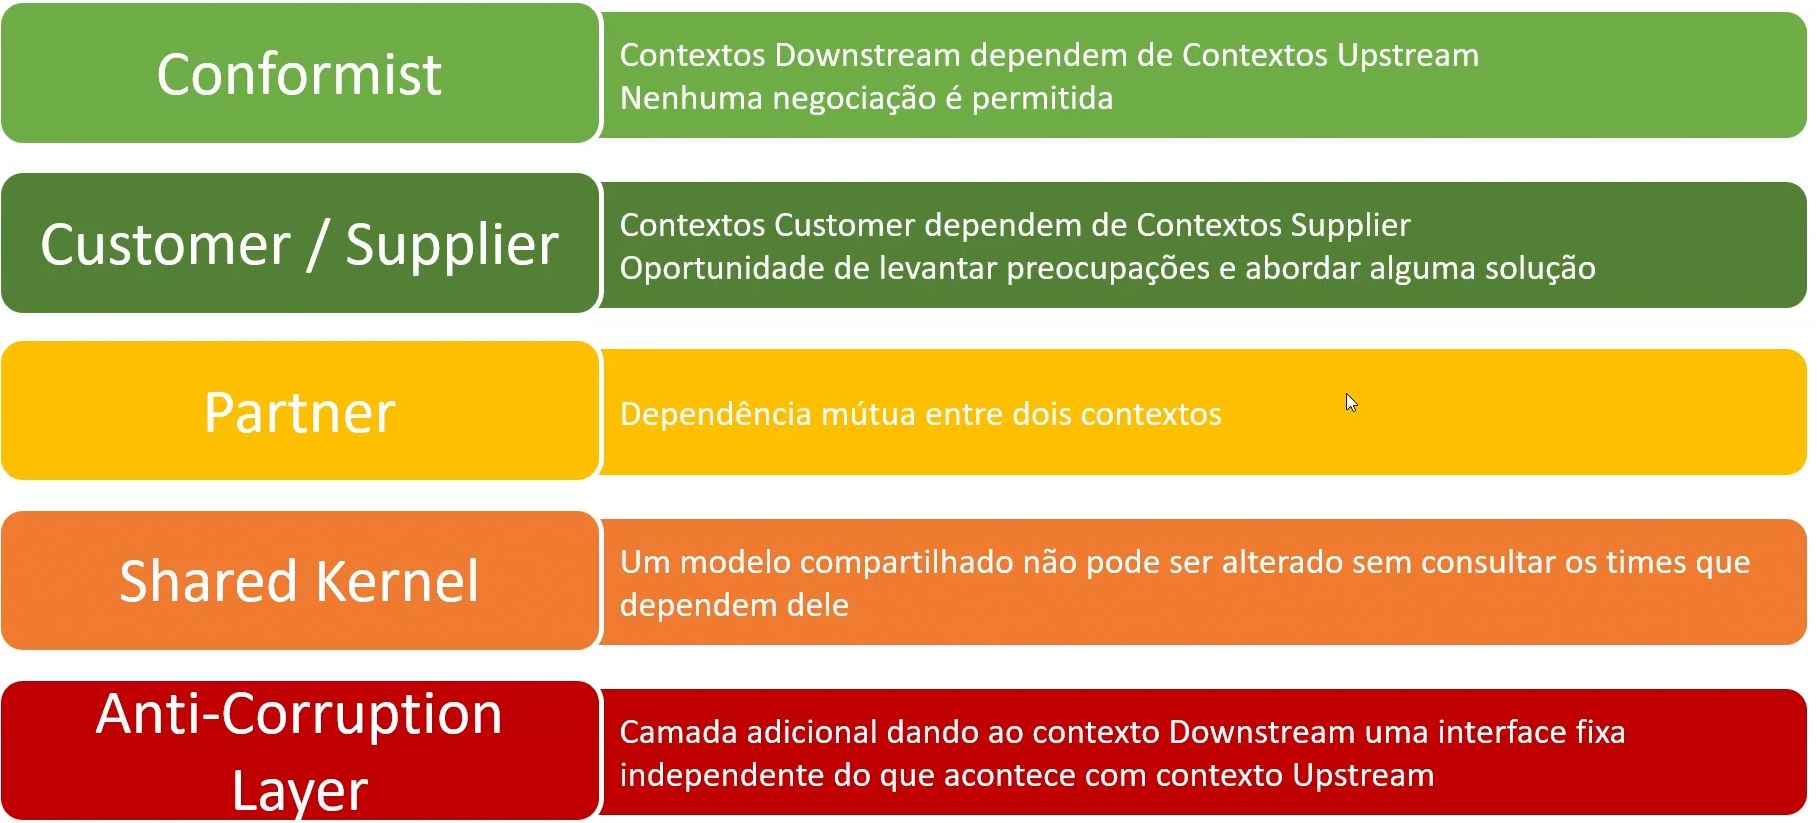 Conformist
Contextos Downstream dependem de Contextos Upstream
Nenhuma negociação é permitida
Customer / Supplier
Contextos Customer dependem de Contextos Supplier
Oportunidade de levantar preocupações e abordar alguma solução
Partner
Dependência mútua entre dois contextos
Shared Kernel
Um modelo compartilhado não pode ser alterado sem consultar os times que
dependem dele
Anti-Corruption
Layer
Camada adicional dando ao contexto Downstream uma interface fixa
independente do que acontece com contexto Upstream